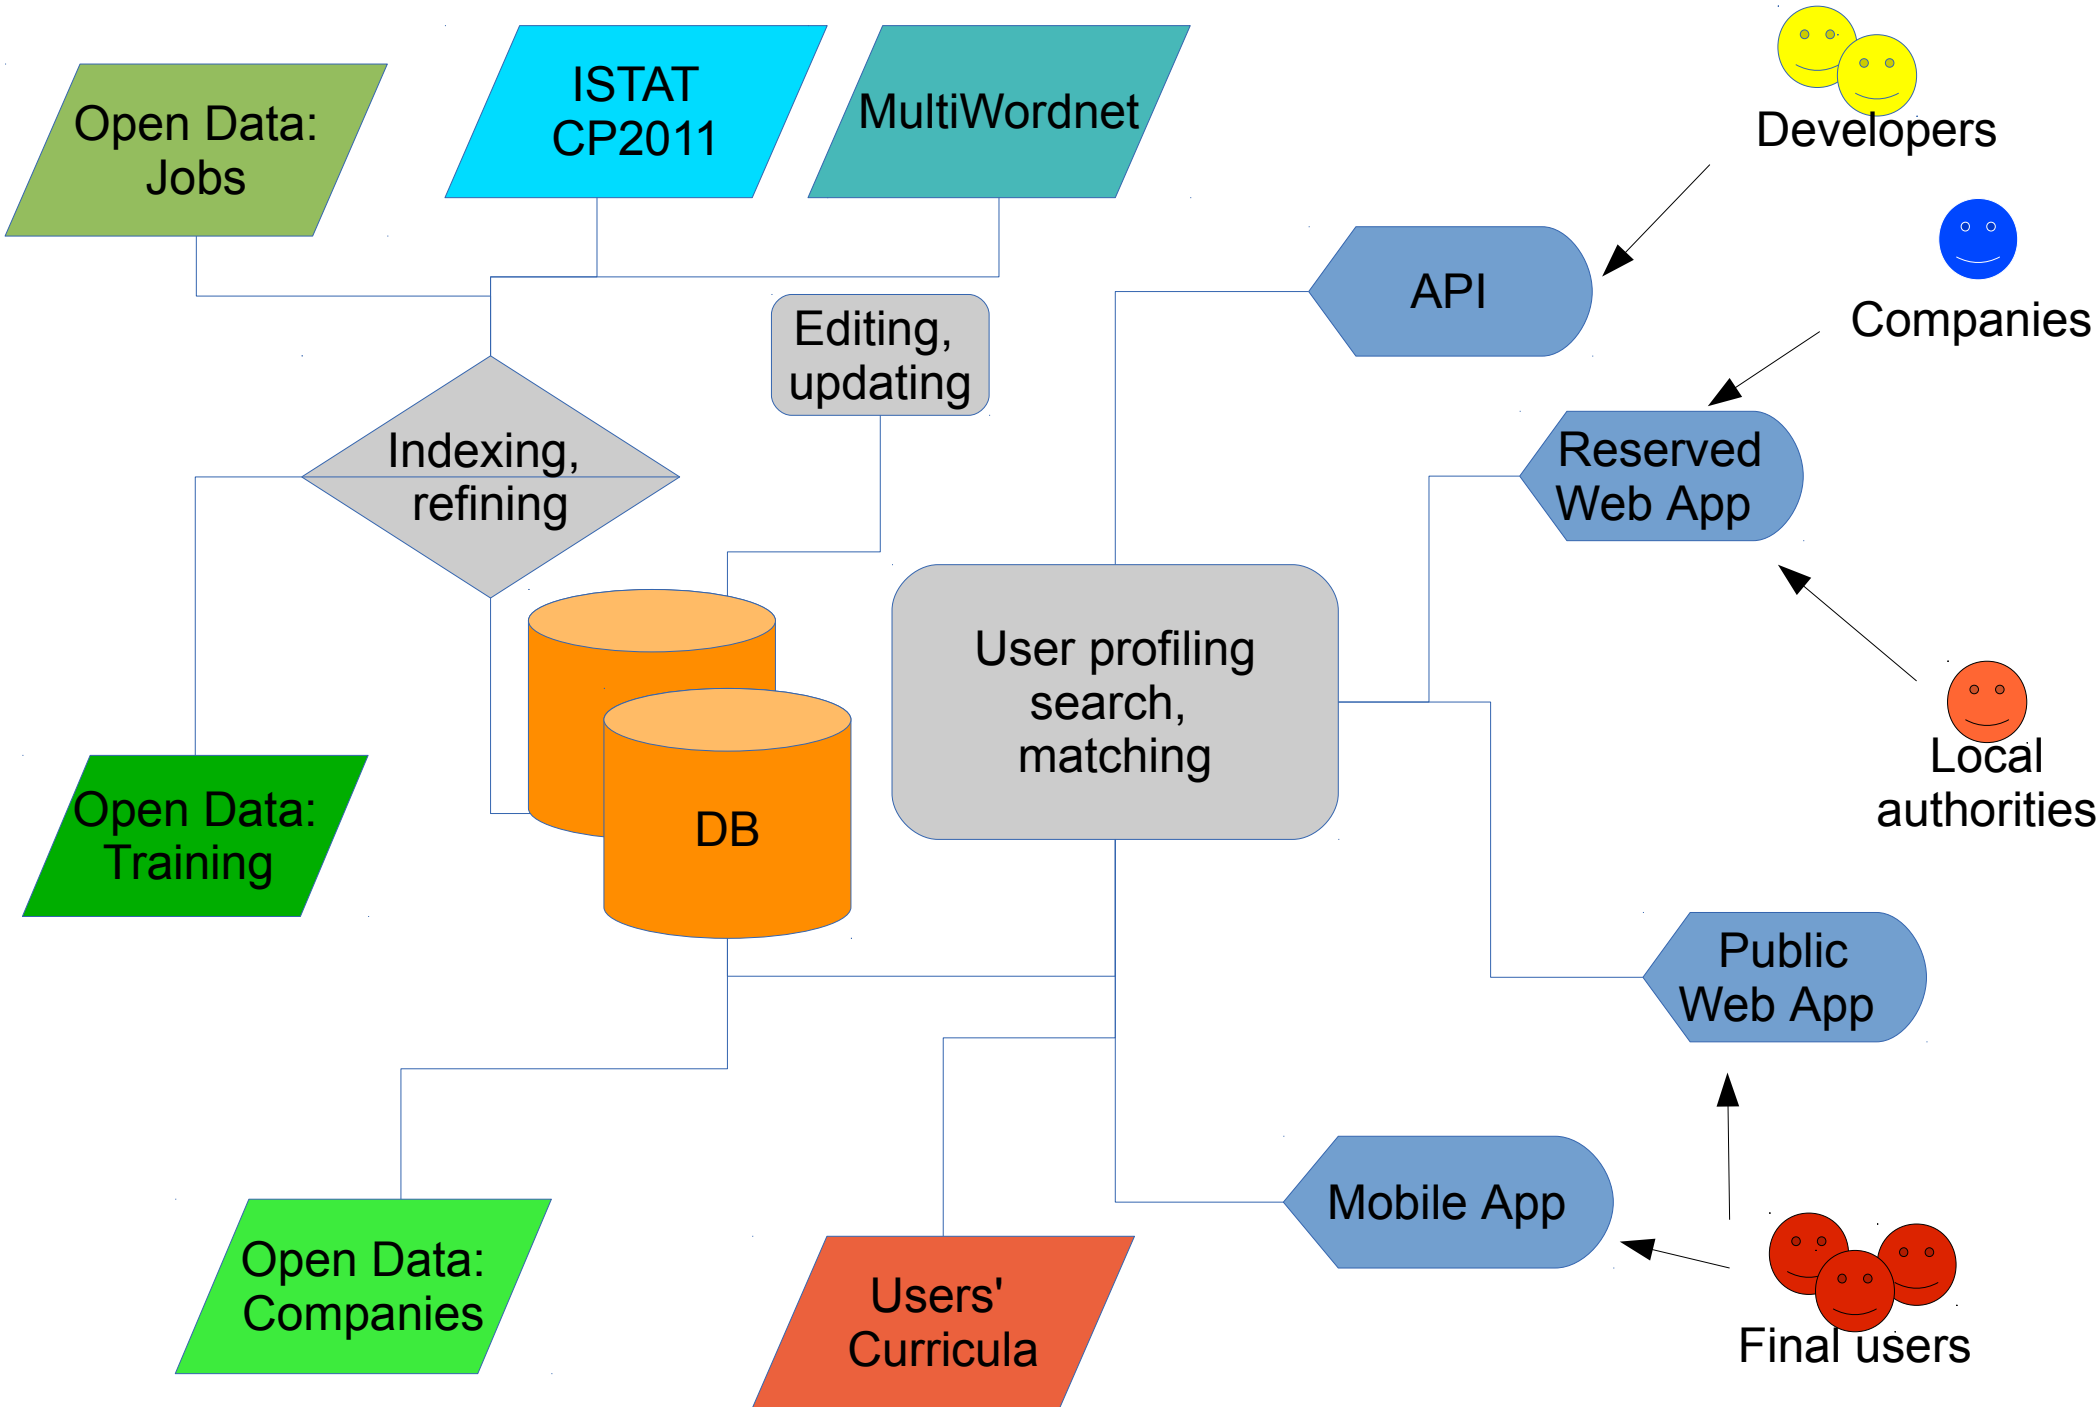 Open Data:
Jobs
ISTAT
CP2011
MultiWordnet
Developers
Companies
API
Editing,
updating
Indexing,
refining
Reserved
Web App
User profiling
search,
matching
Local
authorities
Open Data:
Training
DB
Public
Web App
Mobile App
Open Data:
Companies
Users'
Curricula
Final users